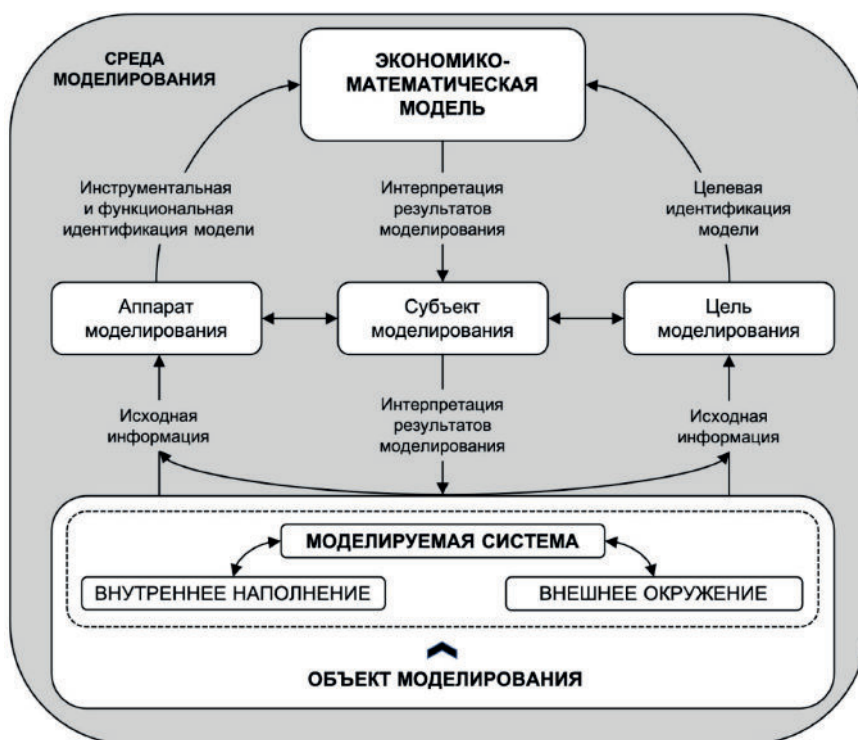 СРЕДА
МОДЕЛИРОВАНИЯ
ЭКОНОМИКО-
МАТЕМАТИЧЕСКАЯ
МОДЕЛЬ
Инструментальная
и функциональная
идентификация модели
Интерпретация
результатов
моделирования
Целевая
идентификация
модели
Аппарат
моделирования
Субъект
моделирования
Цель
моделирования
Исходная
информация
Интерпретация
результатов
моделирования
Исходная
информация
МОДЕЛИРУЕМАЯ СИСТЕМА
ВНУТРЕННЕЕ НАПОЛНЕНИЕ
ВНЕШНЕЕ ОКРУЖЕНИЕ
ОБЪЕКТ МОДЕЛИРОВАНИЯ